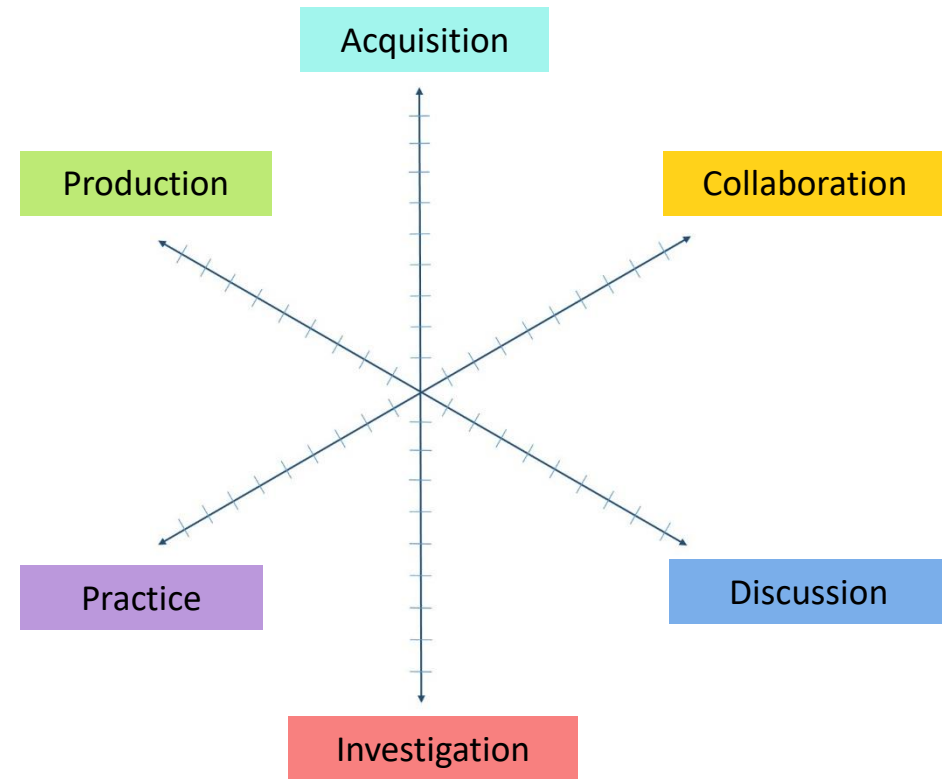 Acquisition
Production
Collaboration
Practice
Discussion
Investigation